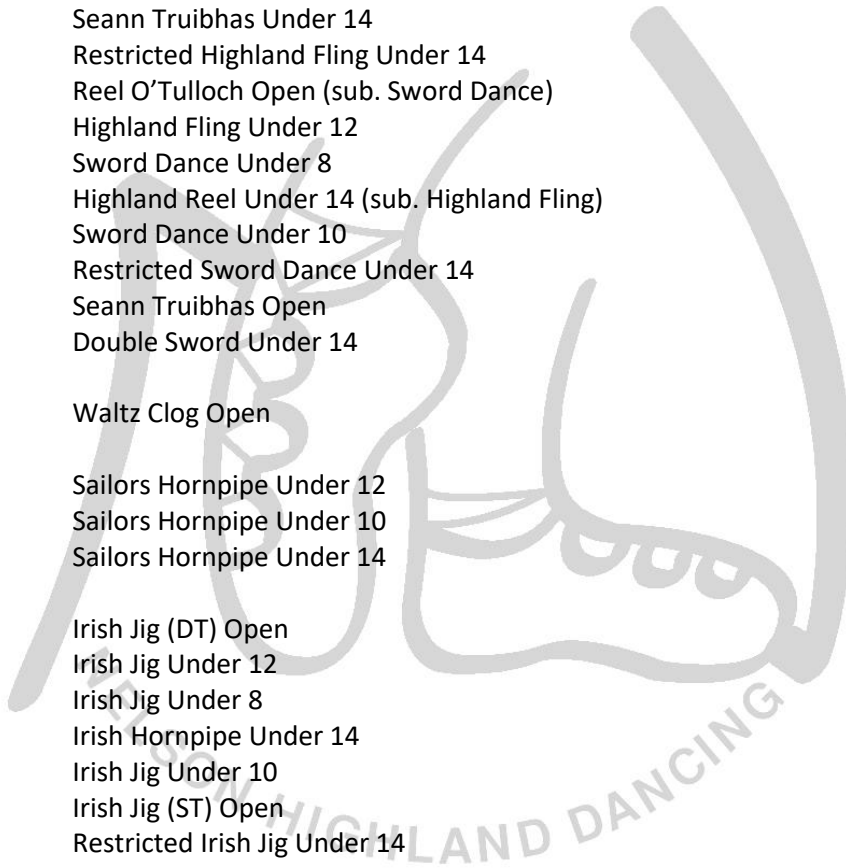 Seann Truibhas Under 14
Restricted Highland Fling Under 14
Reel O’Tulloch Open (sub. Sword Dance)
Highland Fling Under 12
Sword Dance Under 8
Highland Reel Under 14 (sub. Highland Fling)
Sword Dance Under 10
Restricted Sword Dance Under 14
Seann Truibhas Open
Double Sword Under 14
Waltz Clog Open
Sailors Hornpipe Under 12
Sailors Hornpipe Under 10
Sailors Hornpipe Under 14
Irish Jig (DT) Open
Irish Jig Under 12
Irish Jig Under 8
Irish Hornpipe Under 14
Irish Jig Under 10
Irish Jig (ST) Open
Restricted Irish Jig Under 14
NELSON HIGHLAND DANCING